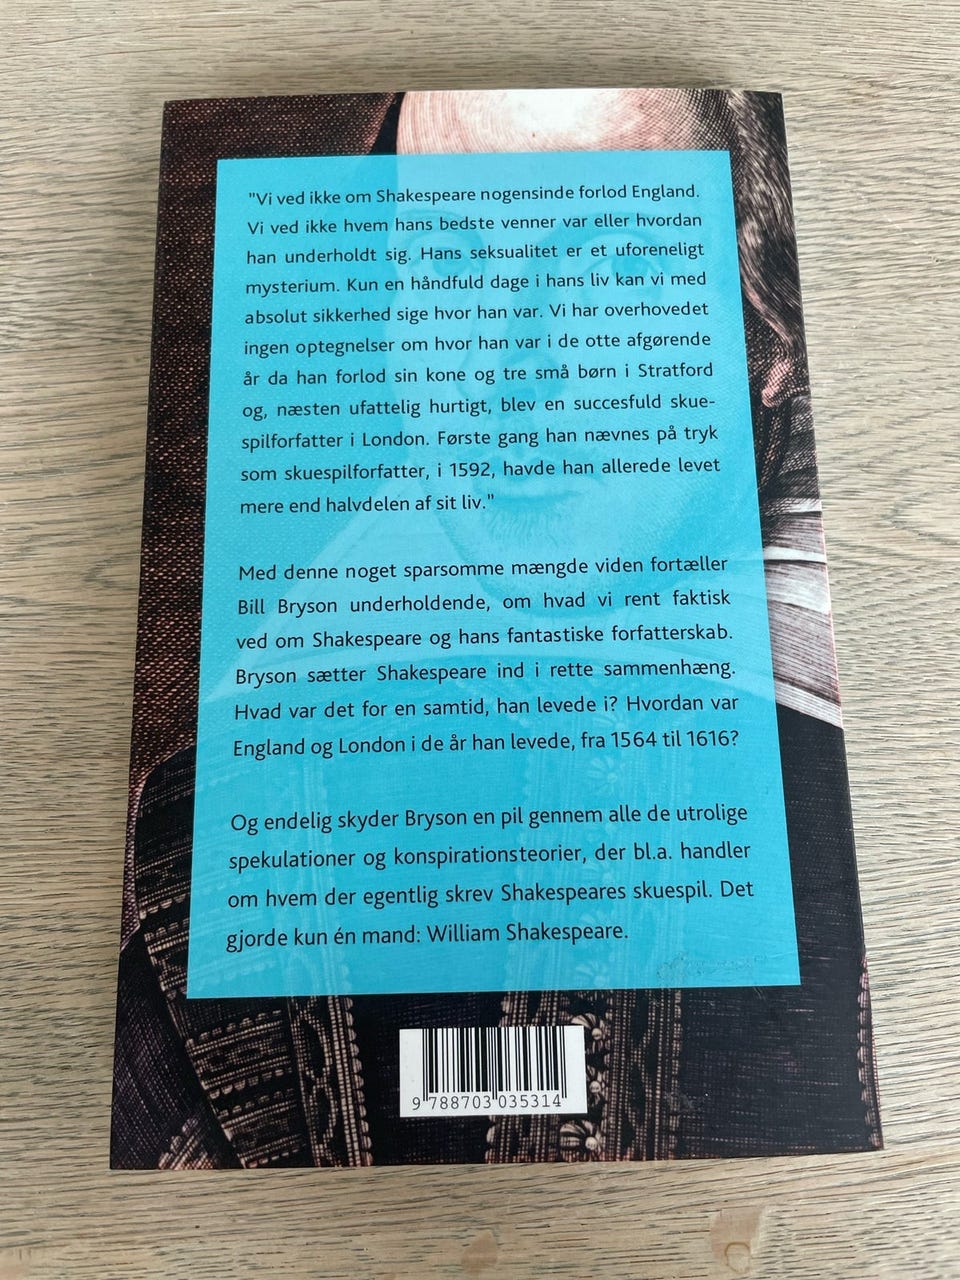 "Vi ved ikke om Shakespeare nogensinde forlod England.
Vi ved ikke hvem hans bedste venner var eller hvordan
han underholdt sig. Hans seksualitet er et uforeneligt
mysterium. Kun en håndfuld dage i hans liv kan vi med
absolut sikkerhed sige hvor han var. Vi har overhovedet
ingen optegnelser om hvor han var i de otte afgørende
år da han forlod sin kone og tre små børn i Stratford
og, næsten ufattelig hurtigt, blev en succesfuld skue-
spilforfatter i London. Første gang han nævnes på tryk
som skuespilforfatter, i 1592, havde han allerede levet
mere end halvdelen af sit liv."
Med denne noget sparsomme mængde viden fortæller
Bill Bryson underholdende, om hvad vi rent faktisk
ved om Shakespeare og hans fantastiske forfatterskab.
Bryson sætter Shakespeare ind i rette sammenhæng.
Hvad var det for en samtid, han levede i? Hvordan var
England og London i de år han levede, fra 1564 til 1616?
Og endelig skyder Bryson en pil gennem alle de utrolige
spekulationer og konspirationsteorier, der bl.a. handler
om hvem der egentlig skrev Shakespeares skuespil. Det
gjorde kun én mand: William Shakespeare.
9 788703 035314